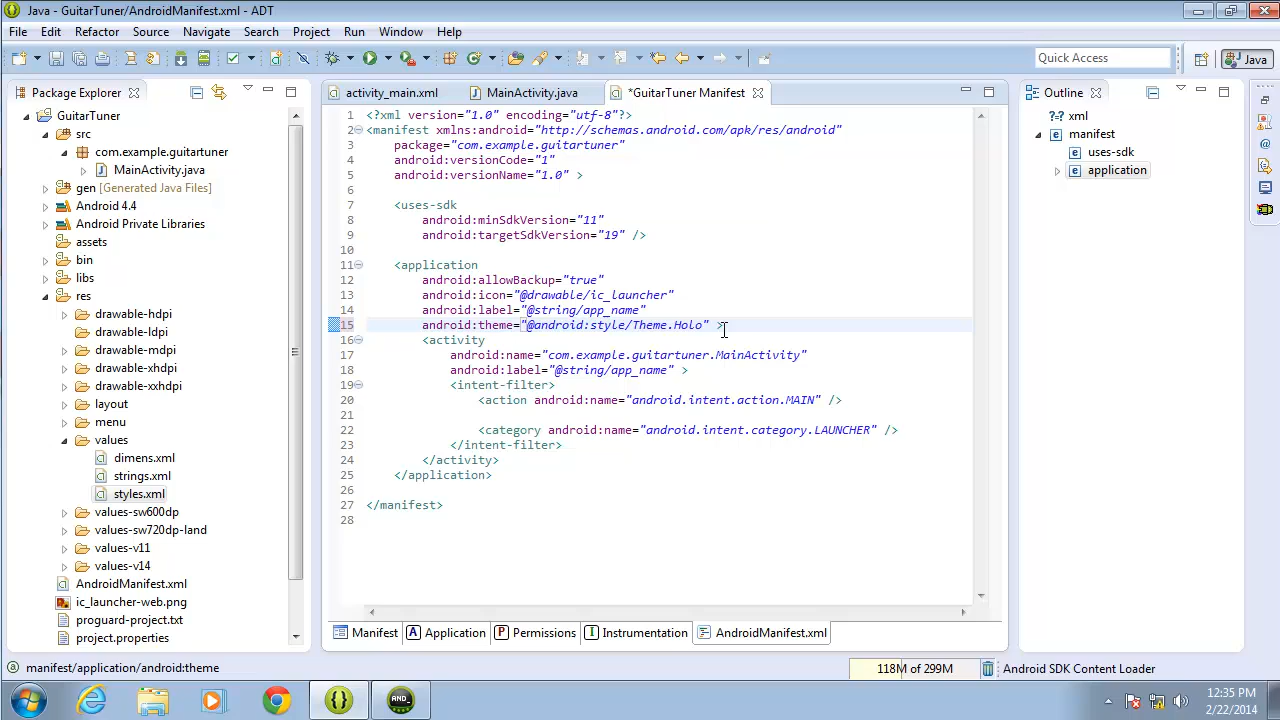 Java - GuitarTuner/AndroidManifest.xml - ADT
File Edit Refactor Source Navigate Search Project Run Window Help
Quick Access
Java
Package Explorer
GuitarTuner
src
com.example.guitartuner
MainActivity.java
gen [Generated Java Files]
Android 4.4
Android Private Libraries
assets
bin
libs
res
drawable-hdpi
drawable-ldpi
drawable-mdpi
drawable-xhdpi
drawable-xxhdpi
layout
menu
values
dimens.xml
strings.xml
styles.xml
values-sw600dp
values-sw720dp-land
values-v11
values-v14
AndroidManifest.xml
ic_launcher-web.png
proguard-project.txt
project.properties
activity_main.xml MainActivity.java *GuitarTuner Manifest
1 <?xml version="1.0" encoding="utf-8"?>
2 <manifest xmlns:android="http://schemas.android.com/apk/res/android"
3 package="com.example.guitartuner"
4 android:versionCode="1"
5 android:versionName="1.0" >
6
7 <uses-sdk
8 android:minSdkVersion="11"
9 android:targetSdkVersion="19" />
10
11 <application
12 android:allowBackup="true"
13 android:icon="@drawable/ic_launcher"
14 android:label="@string/app_name"
15 android:theme="@android:style/Theme.Holo" >
16 <activity
17 android:name="com.example.guitartuner.MainActivity"
18 android:label="@string/app_name" >
19 <intent-filter>
20 <action android:name="android.intent.action.MAIN" />
21
22 <category android:name="android.intent.category.LAUNCHER" />
23 </intent-filter>
24 </activity>
25 </application>
26
27 </manifest>
28
Manifest Application Permissions Instrumentation AndroidManifest.xml
Outline
xml
manifest
uses-sdk
application
manifest/application/android:theme
118M of 299M
Android SDK Content Loader
12:35 PM
2/22/2014